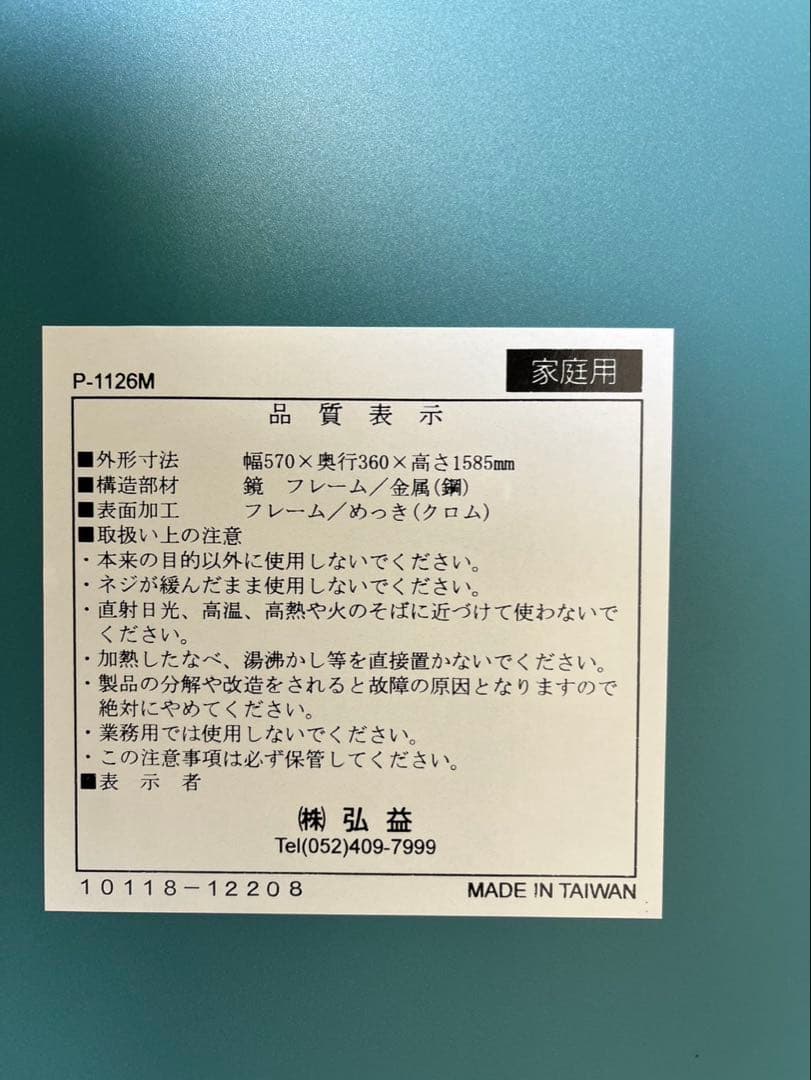 P-1126M 家庭用
品質表示
■外形寸法 幅570×奥行360×高さ1585mm
■構造部材 鏡 フレーム／金属(鋼)
■表面加工 フレーム／めっき(クロム)
■取扱い上の注意
・本来の目的以外に使用しないでください。
・ネジが緩んだまま使用しないでください。
・直射日光、高温、高熱や火のそばに近づけて使わないで
ください。
・加熱したなべ、湯沸かし等を直接置かないでください。
・製品の分解や改造をされると故障の原因となりますので
絶対にやめてください。
・業務用では使用しないでください。
・この注意事項は必ず保管してください。
■表示者
㈱ 弘益
Tel(052)409-7999
10118-12208 MADE IN TAIWAN